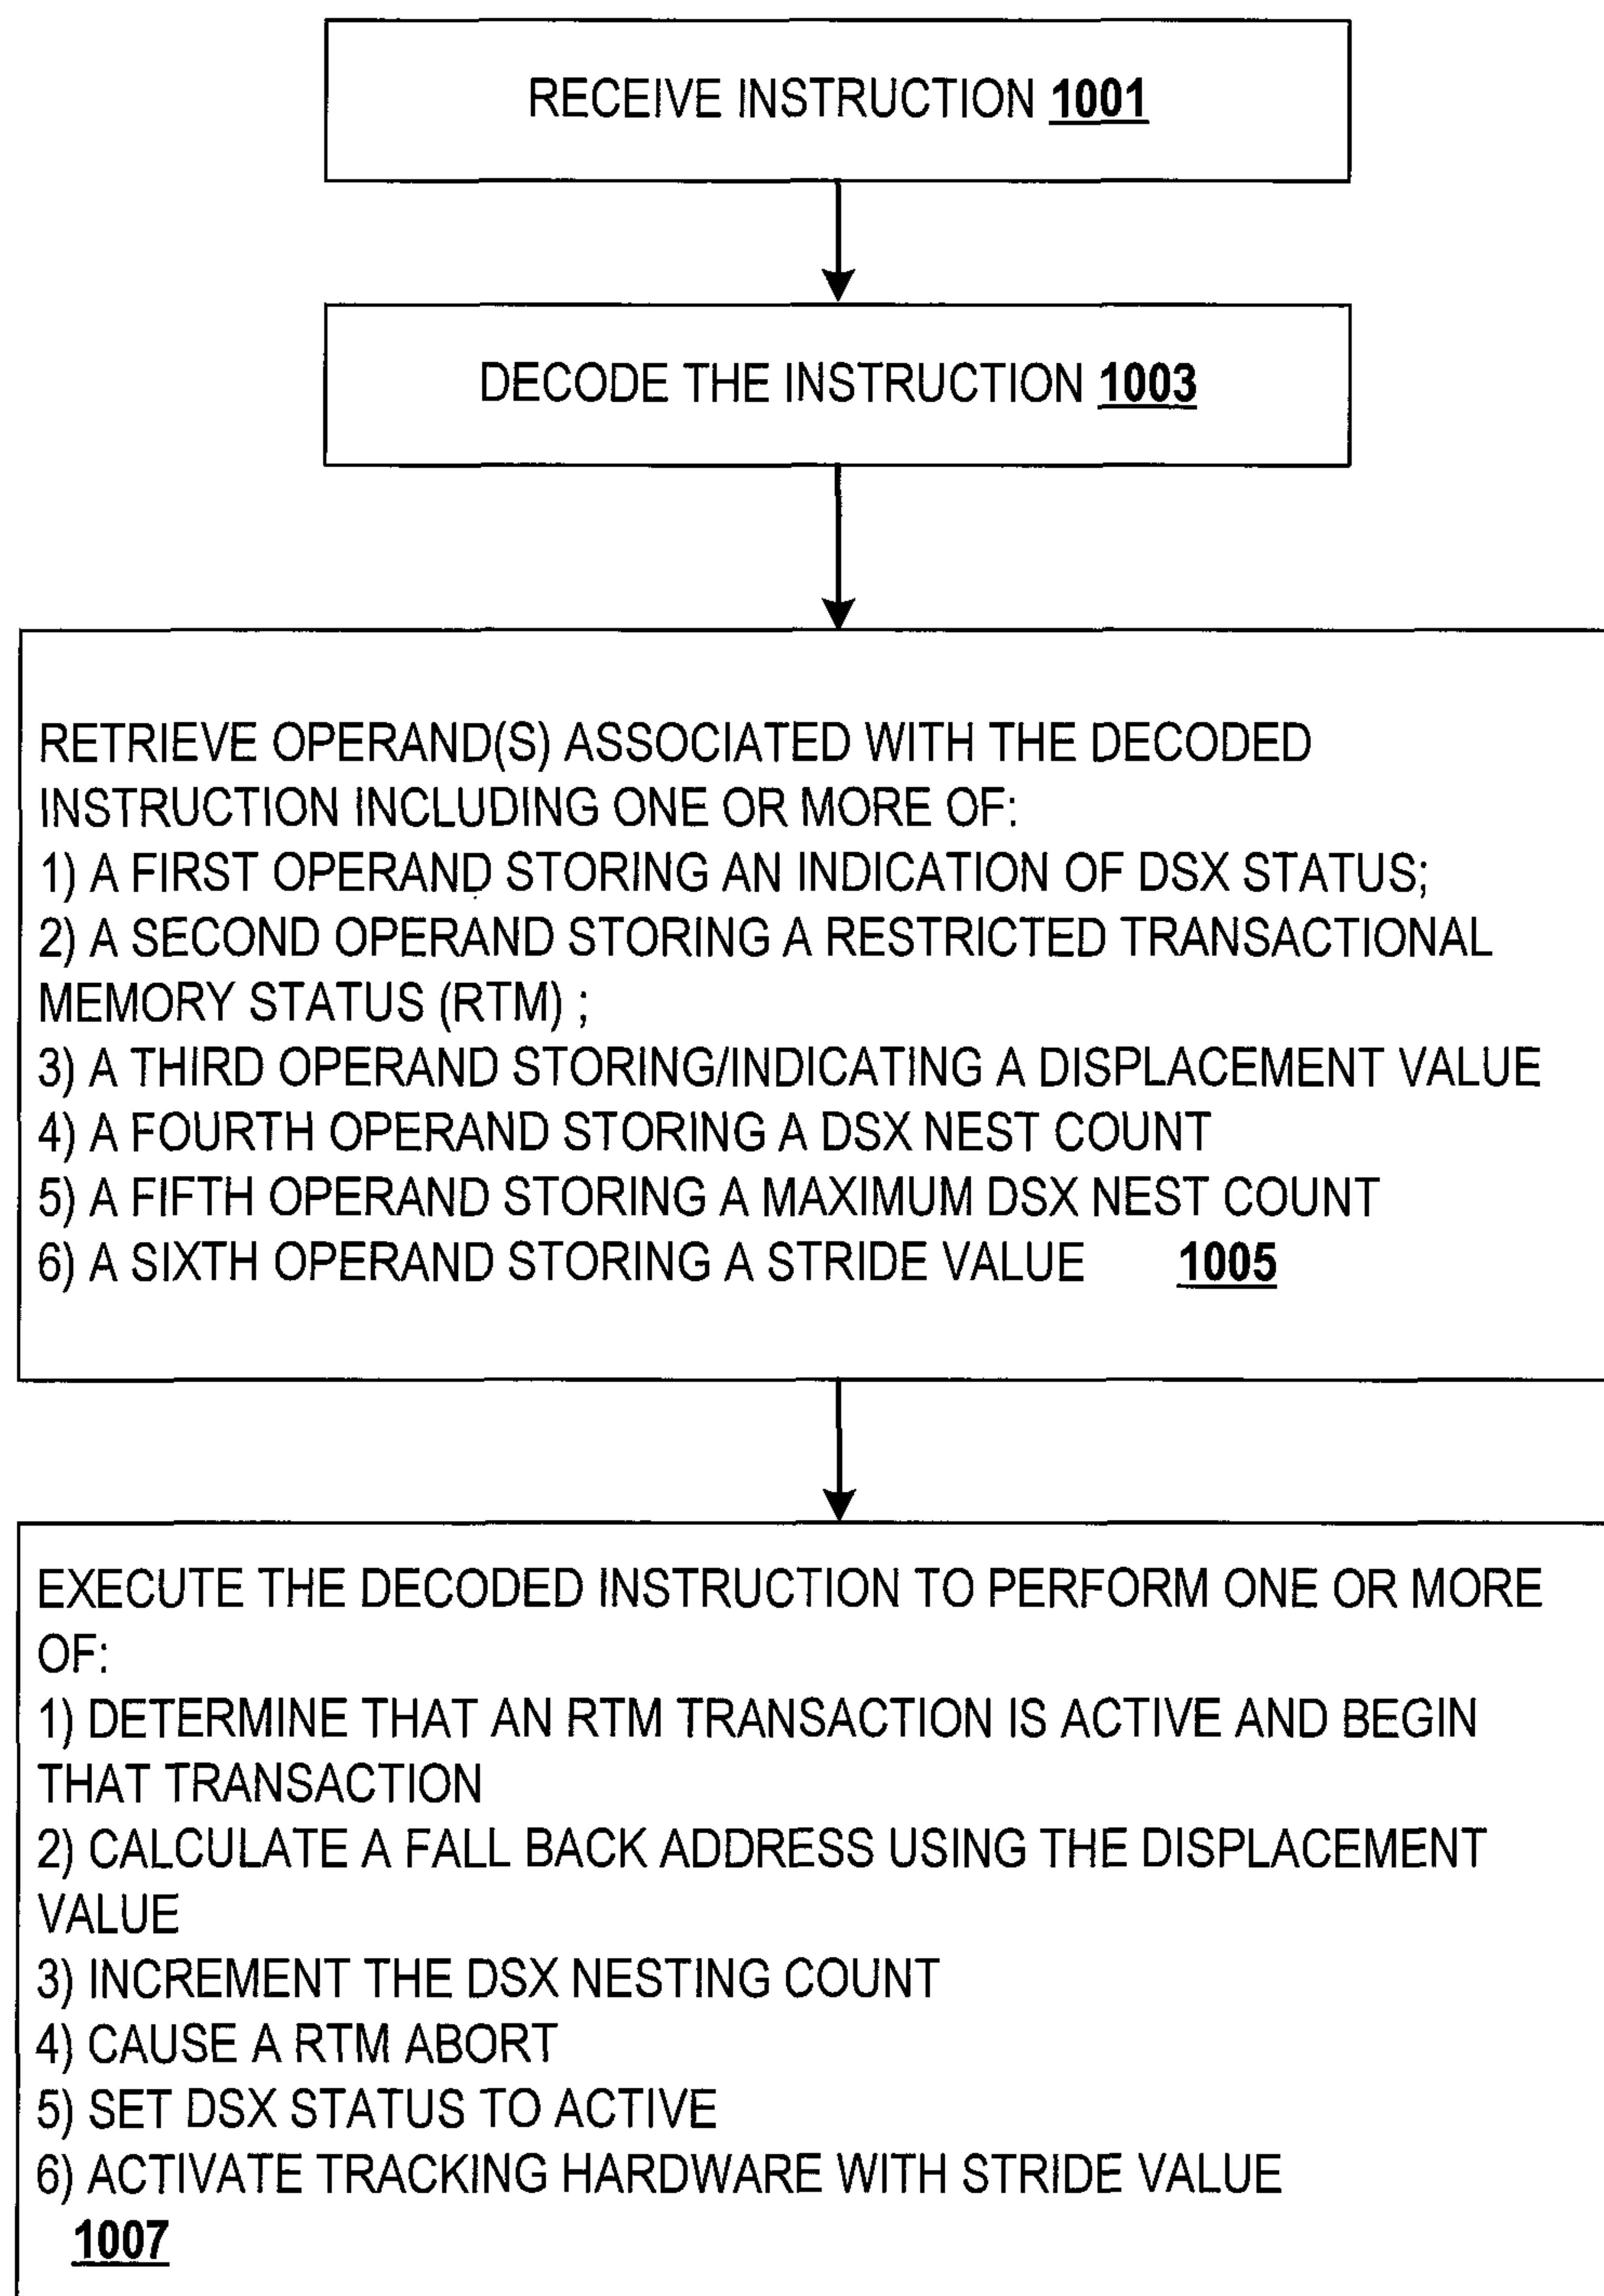 RECEIVE INSTRUCTION 1001
DECODE THE INSTRUCTION 1003
RETRIEVE OPERAND(S) ASSOCIATED WITH THE DECODED
INSTRUCTION INCLUDING ONE OR MORE OF:
1) A FIRST OPERAND STORING AN INDICATION OF DSX STATUS;
2) A SECOND OPERAND STORING A RESTRICTED TRANSACTIONAL
MEMORY STATUS (RTM) ;
3) A THIRD OPERAND STORING/INDICATING A DISPLACEMENT VALUE
4) A FOURTH OPERAND STORING A DSX NEST COUNT
5) A FIFTH OPERAND STORING A MAXIMUM DSX NEST COUNT
6) A SIXTH OPERAND STORING A STRIDE VALUE 1005
EXECUTE THE DECODED INSTRUCTION TO PERFORM ONE OR MORE
OF:
1) DETERMINE THAT AN RTM TRANSACTION IS ACTIVE AND BEGIN
THAT TRANSACTION
2) CALCULATE A FALL BACK ADDRESS USING THE DISPLACEMENT
VALUE
3) INCREMENT THE DSX NESTING COUNT
4) CAUSE A RTM ABORT
5) SET DSX STATUS TO ACTIVE
6) ACTIVATE TRACKING HARDWARE WITH STRIDE VALUE
1007